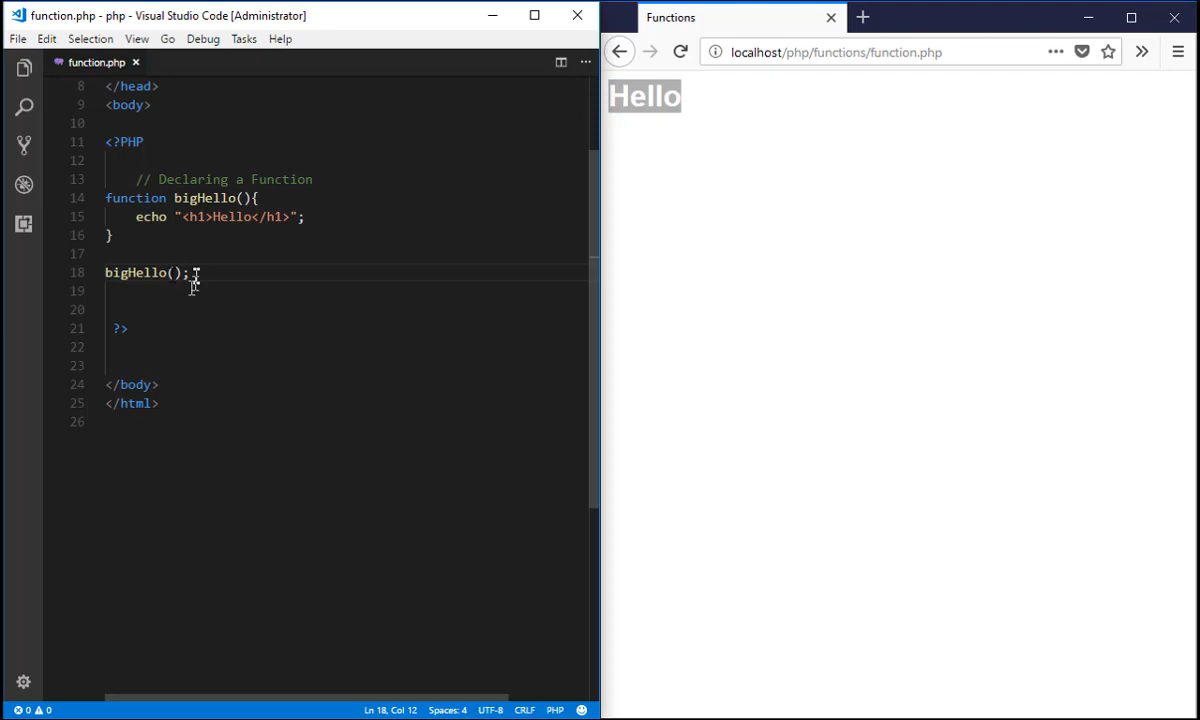 function.php - php - Visual Studio Code [Administrator]
File Edit Selection View Go Debug Tasks Help
function.php
8 </head>
9 <body>
10
11 <?PHP
12
13 // Declaring a Function
14 function bigHello(){
15 echo "<h1>Hello</h1>";
16 }
17
18 bigHello();
19
20
21 ?>
22
23
24 </body>
25 </html>
26
0 0 Ln 18, Col 12 Spaces: 4 UTF-8 CRLF PHP
Functions
localhost/php/functions/function.php
Hello